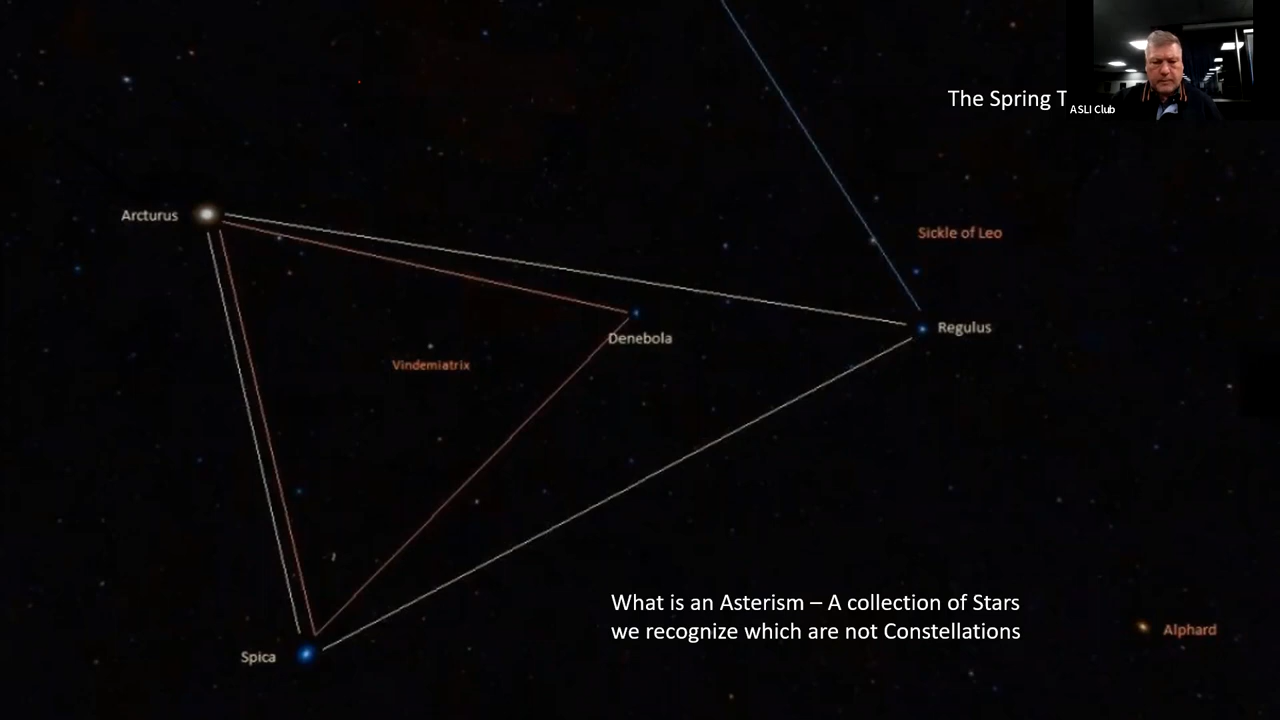 The Spring T
ASLI Club
Arcturus
Sickle of Leo
Regulus
Denebola
Vindemiatrix
What is an Asterism – A collection of Stars
we recognize which are not Constellations
Alphard
Spica